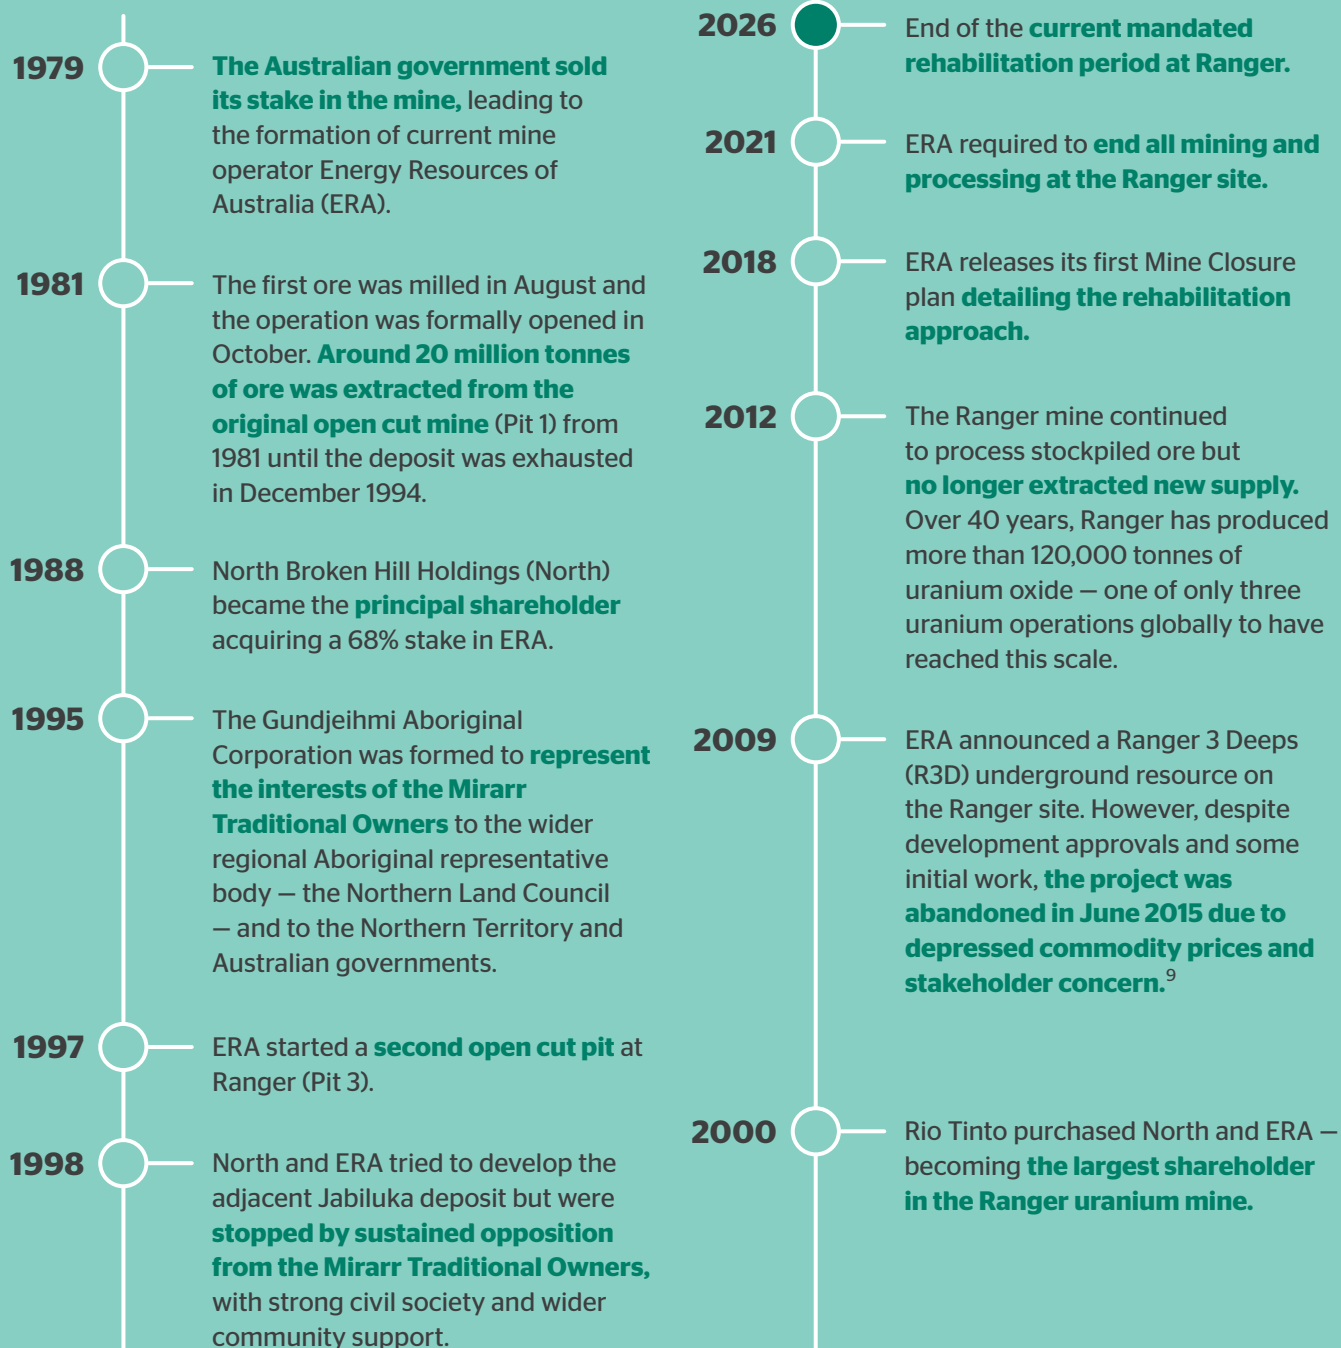 1979
The Australian government sold
its stake in the mine, leading to
the formation of current mine
operator Energy Resources of
Australia (ERA).
1981
The first ore was milled in August and
the operation was formally opened in
October. Around 20 million tonnes
of ore was extracted from the
original open cut mine (Pit 1) from
1981 until the deposit was exhausted
in December 1994.
1988
North Broken Hill Holdings (North)
became the principal shareholder
acquiring a 68% stake in ERA.
1995
The Gundjeihmi Aboriginal
Corporation was formed to represent
the interests of the Mirarr
Traditional Owners to the wider
regional Aboriginal representative
body — the Northern Land Council
— and to the Northern Territory and
Australian governments.
1997
ERA started a second open cut pit at
Ranger (Pit 3).
1998
North and ERA tried to develop the
adjacent Jabiluka deposit but were
stopped by sustained opposition
from the Mirarr Traditional Owners,
with strong civil society and wider
community support.
2026
End of the current mandated
rehabilitation period at Ranger.
2021
ERA required to end all mining and
processing at the Ranger site.
2018
ERA releases its first Mine Closure
plan detailing the rehabilitation
approach.
2012
The Ranger mine continued
to process stockpiled ore but
no longer extracted new supply.
Over 40 years, Ranger has produced
more than 120,000 tonnes of
uranium oxide — one of only three
uranium operations globally to have
reached this scale.
2009
ERA announced a Ranger 3 Deeps
(R3D) underground resource on
the Ranger site. However, despite
development approvals and some
initial work, the project was
abandoned in June 2015 due to
depressed commodity prices and
stakeholder concern.9
2000
Rio Tinto purchased North and ERA —
becoming the largest shareholder
in the Ranger uranium mine.